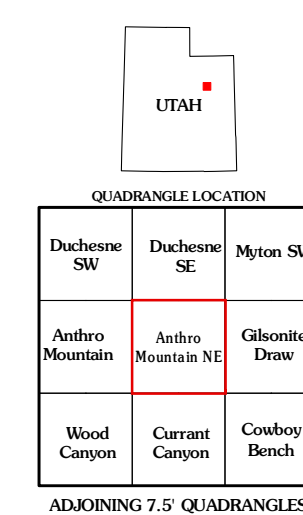 UTAH
QUADRANGLE LOCATION
Duchesne SW
Duchesne SE
Myton SW
Anthro Mountain
Anthro Mountain NE
Gilsonite Draw
Wood Canyon
Currant Canyon
Cowboy Bench
ADJOINING 7.5' QUADRANGLES